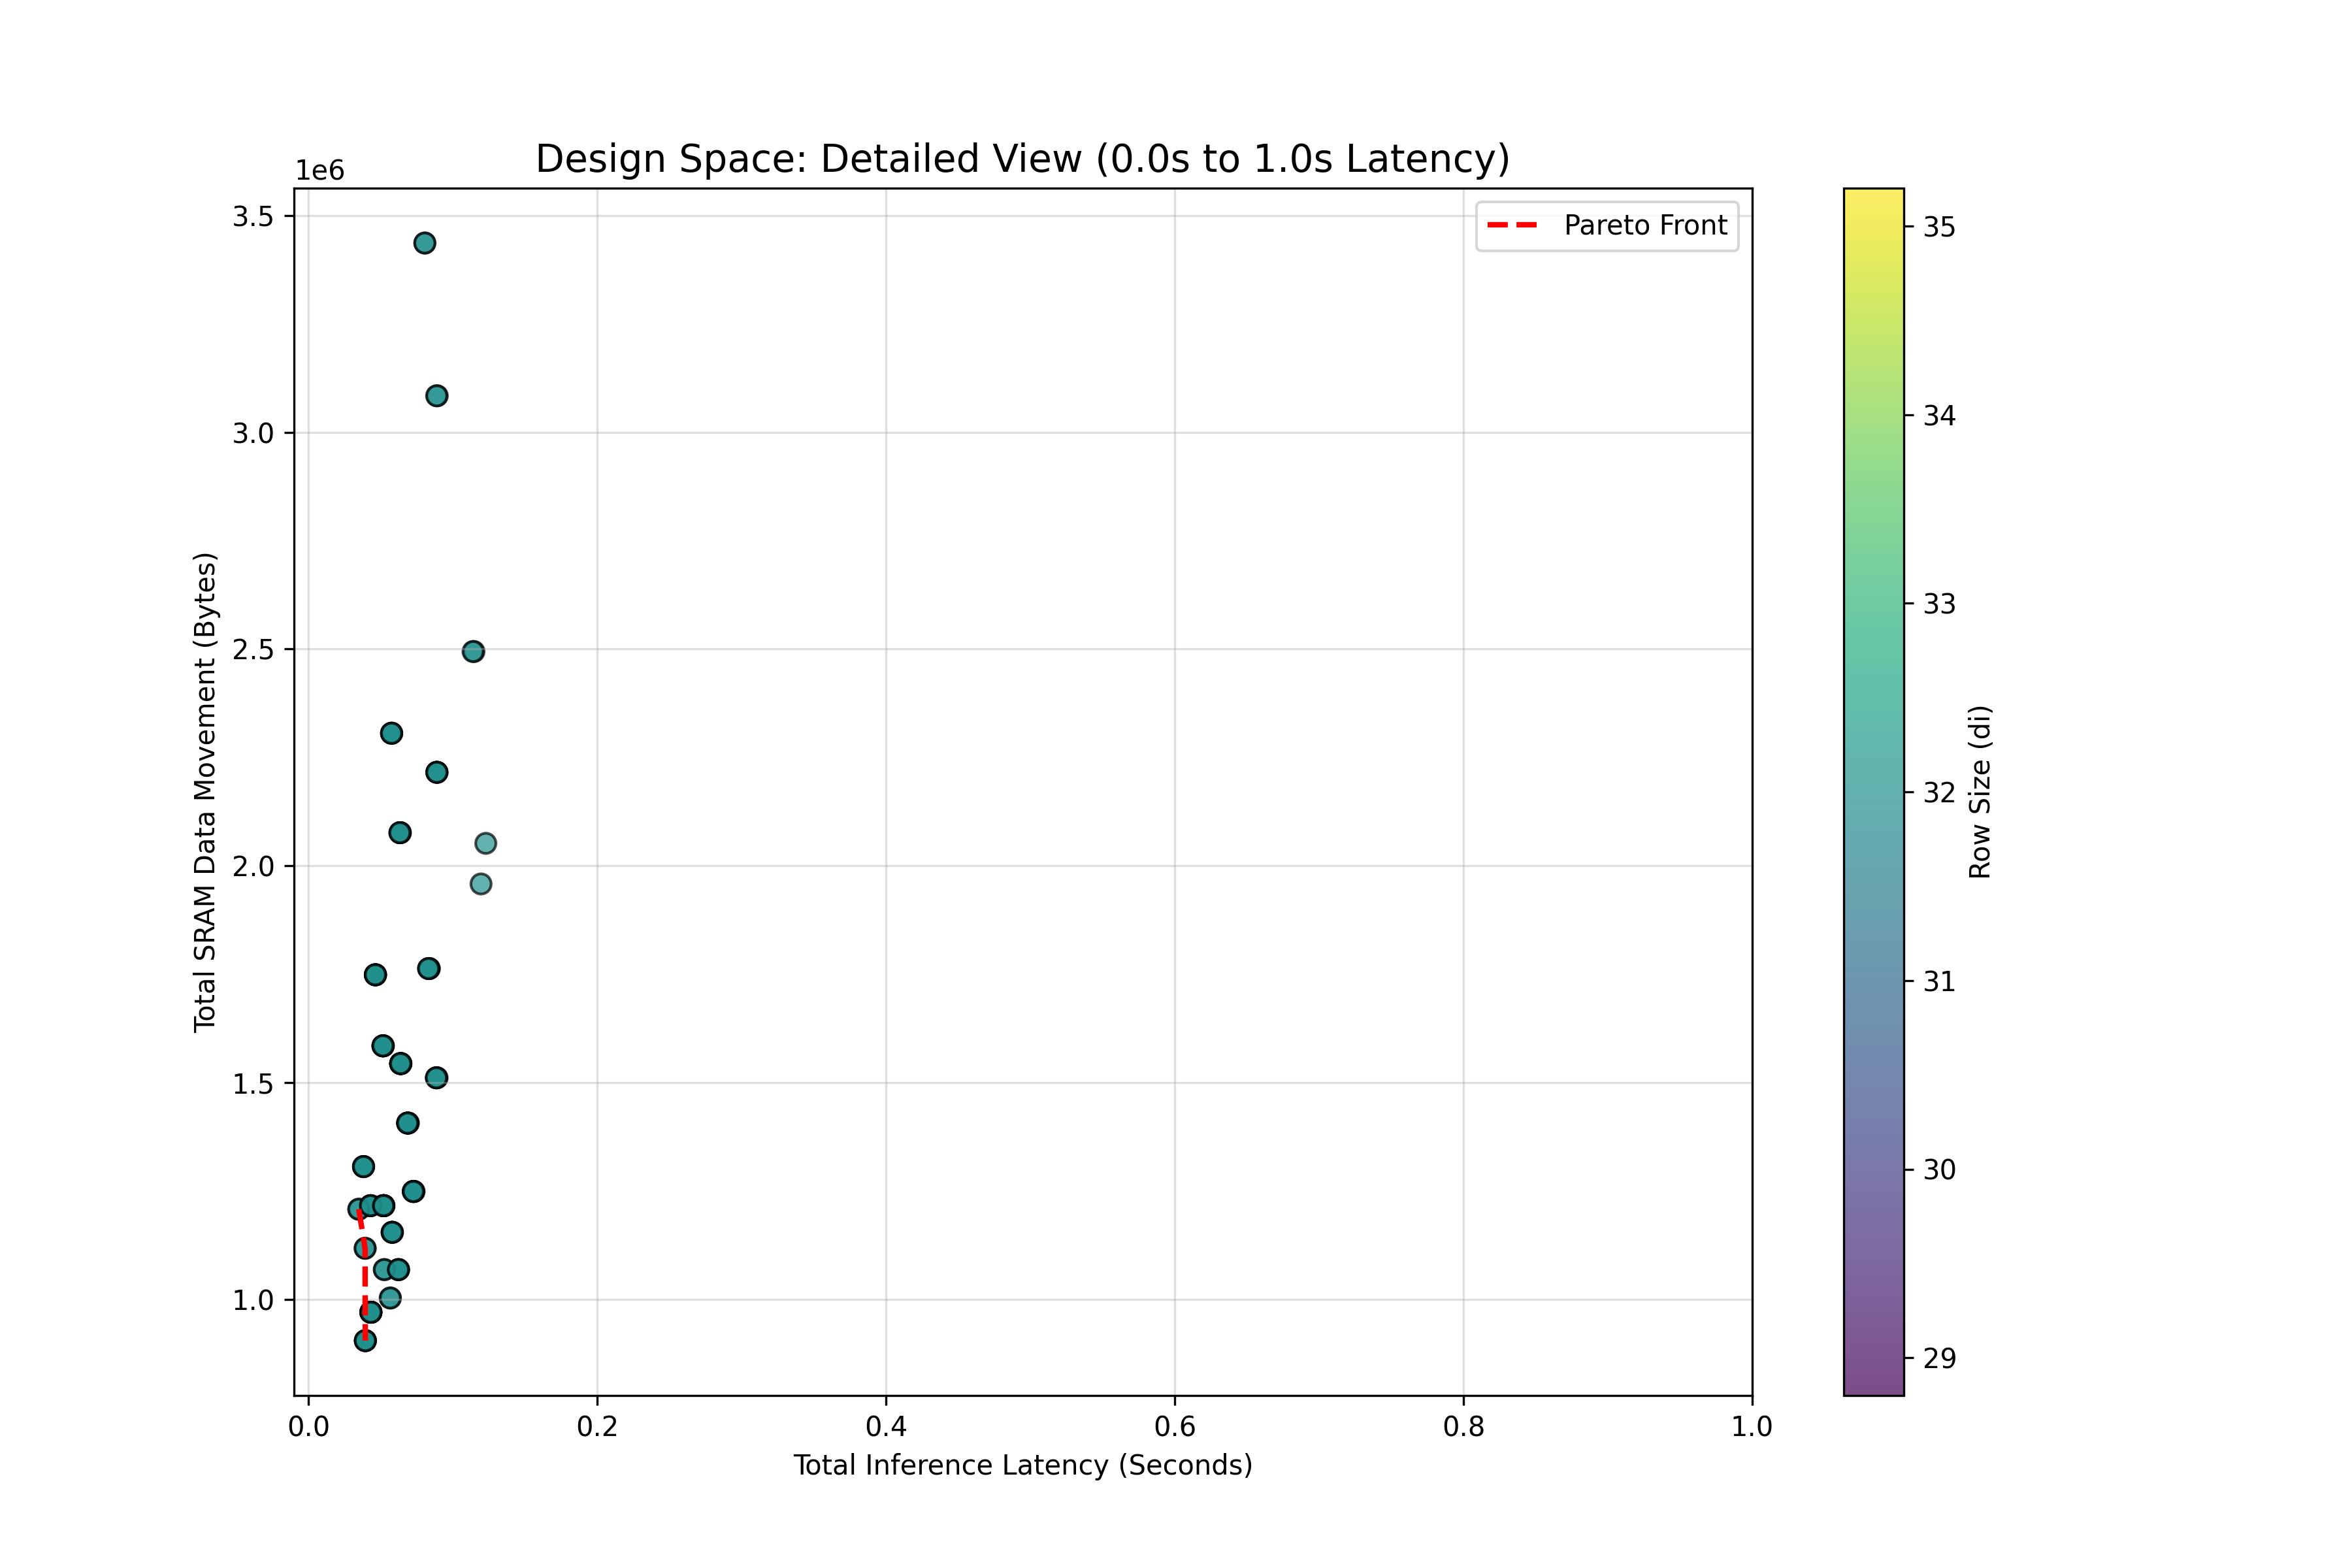 Design Space: Detailed View (0.0s to 1.0s Latency)
1e6
Pareto Front
3.5
3.0
2.5
2.0
1.5
1.0
Total SRAM Data Movement (Bytes)
0.0 0.2 0.4 0.6 0.8 1.0
Total Inference Latency (Seconds)
35
34
33
32
31
30
29
Row Size (di)